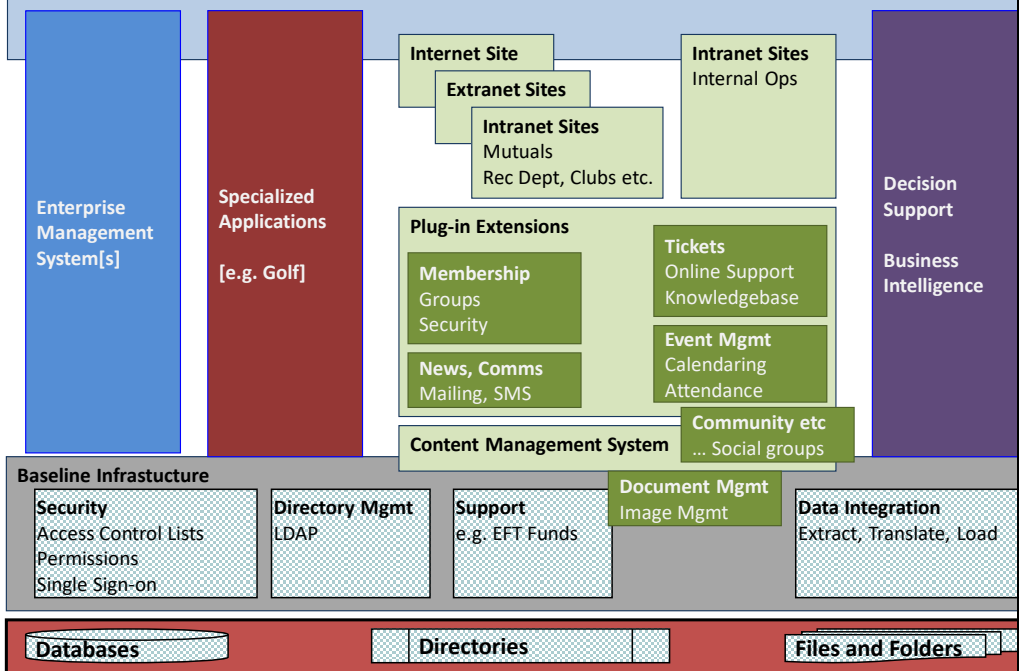 Internet Site
Extranet Sites
Intranet Sites
Mutuals
Rec Dept, Clubs etc.
Intranet Sites
Internal Ops
Enterprise
Management
System[s]
Specialized
Applications
[e.g. Golf]
Decision
Support
Business
Intelligence
Plug-in Extensions
Membership
Groups
Security
News, Comms
Mailing, SMS
Tickets
Online Support
Knowledgebase
Event Mgmt
Calendaring
Attendance
Community etc
... Social groups
Content Management System
Document Mgmt
Image Mgmt
Baseline Infrastucture
Security
Access Control Lists
Permissions
Single Sign-on
Directory Mgmt
LDAP
Support
e.g. EFT Funds
Data Integration
Extract, Translate, Load
Databases
Directories
Files and Folders